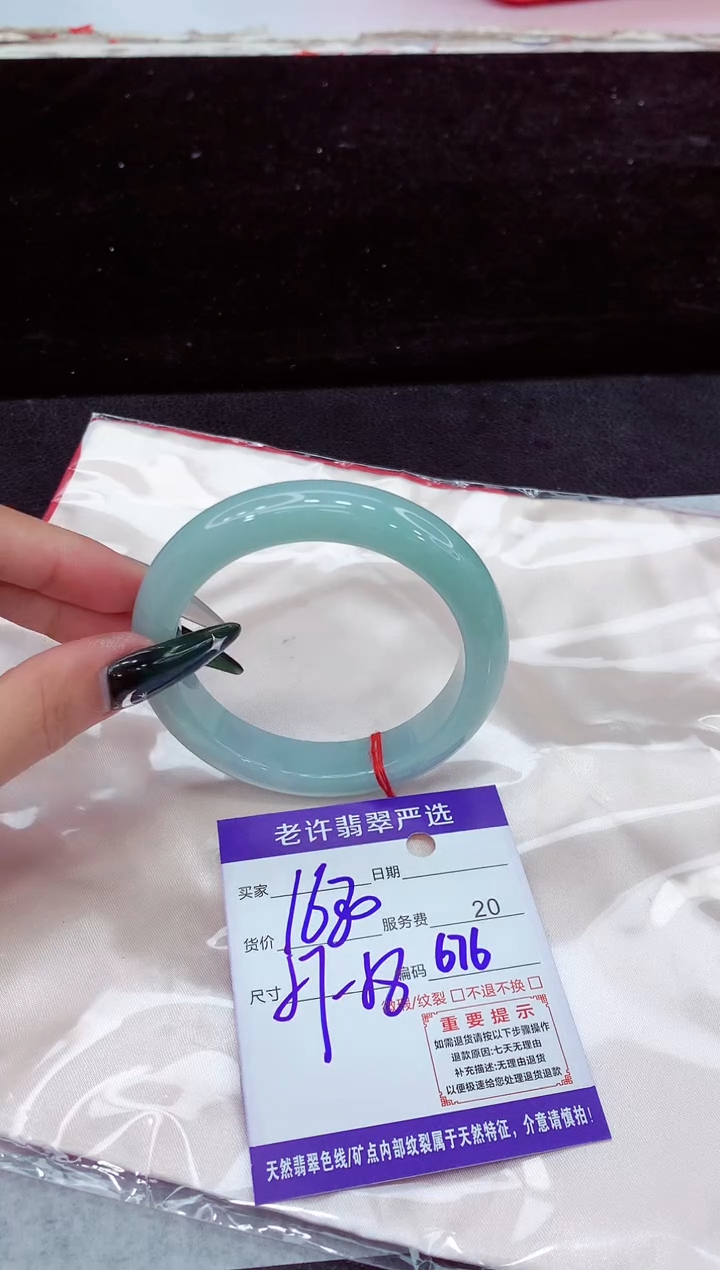 老许翡翠严选
买家 日期
货价 1680 服务费 20
尺寸 57-58 编码 676
/纹裂 □不退不换 □
重要提示
如需退货请按以下步骤操作
退款原因:七天无理由
补充描述:无理由退货
以便极速给您处理退货退款
天然翡翠色线/矿点内部纹裂属于天然特征，介意请慎拍!